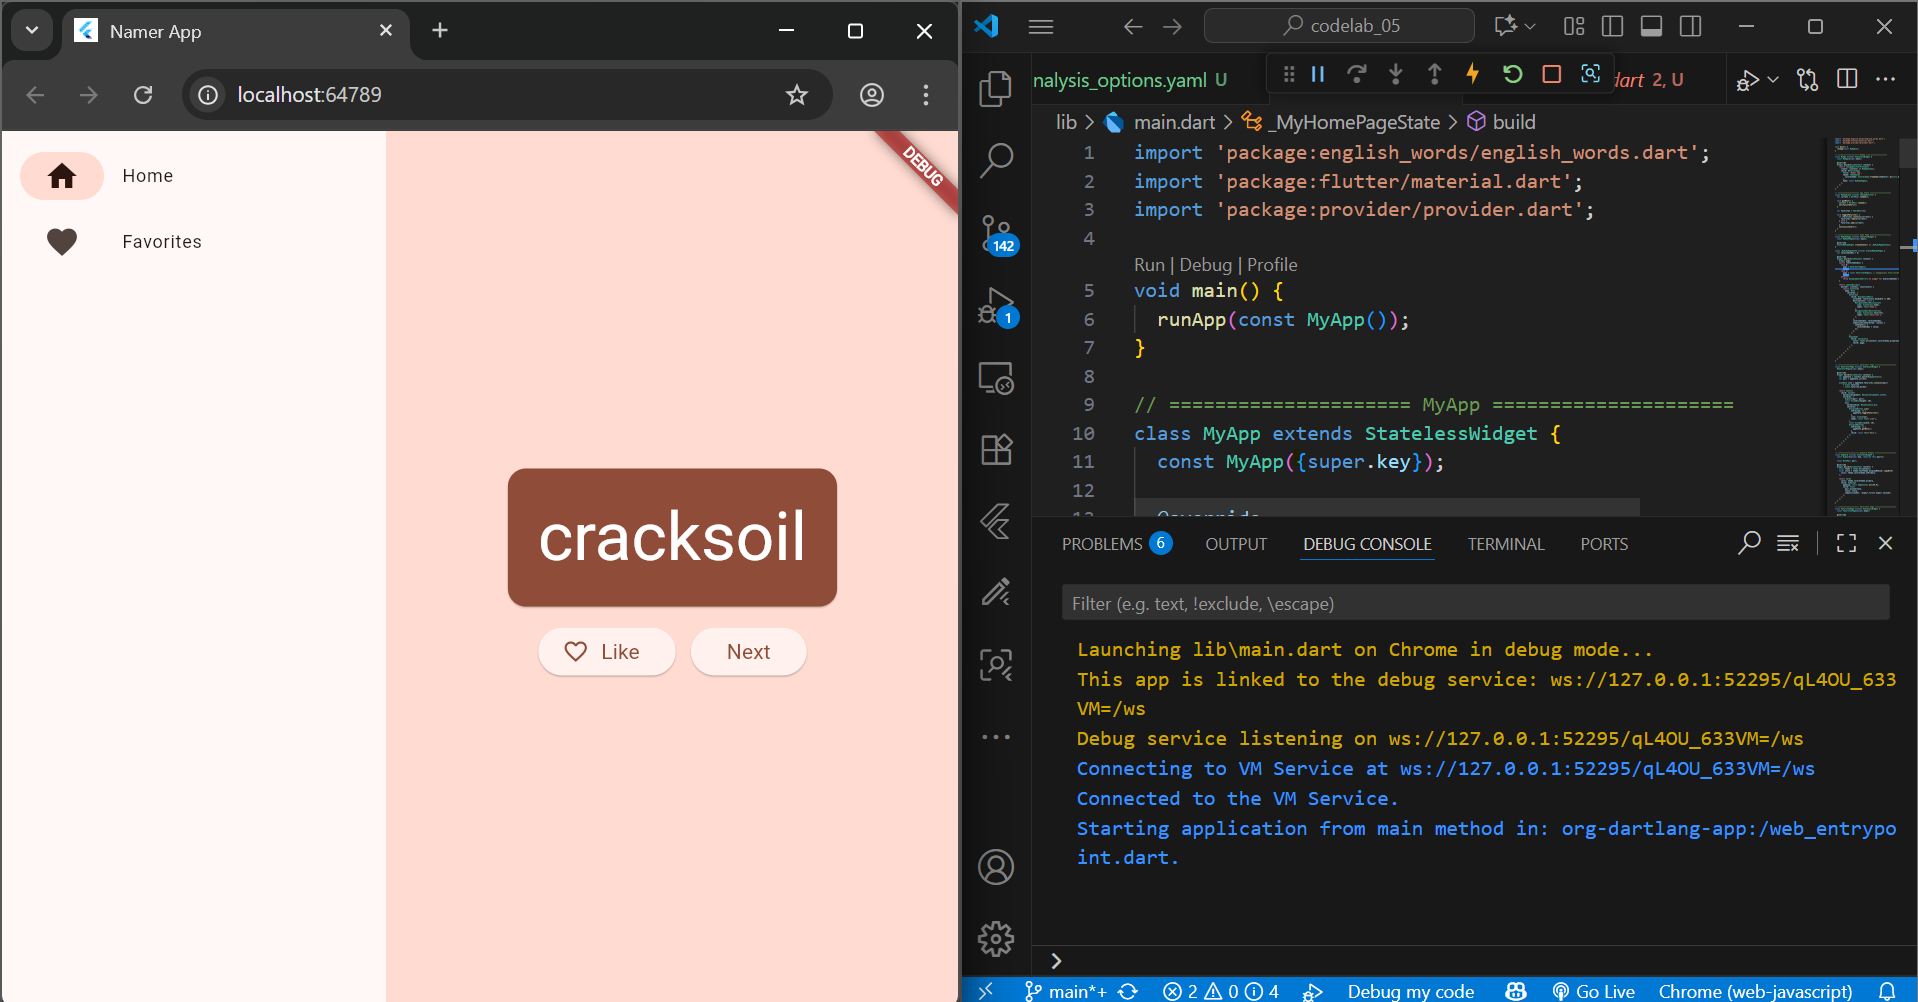 Namer App
localhost:64789
DEBUG
Home
Favorites
cracksoil
Like
Next
codelab_05
nalysis_options.yaml U
dart 2, U
lib > main.dart > _MyHomePageState > build
1 import 'package:english_words/english_words.dart';
2 import 'package:flutter/material.dart';
3 import 'package:provider/provider.dart';
4
Run | Debug | Profile
5 void main() {
6 runApp(const MyApp());
7 }
8
9 // ===================== MyApp =====================
10 class MyApp extends StatelessWidget {
11 const MyApp({super.key});
12
142
1
PROBLEMS 6
OUTPUT
DEBUG CONSOLE
TERMINAL
PORTS
Filter (e.g. text, !exclude, \escape)
Launching lib\main.dart on Chrome in debug mode...
This app is linked to the debug service: ws://127.0.0.1:52295/qL4OU_633
VM=/ws
Debug service listening on ws://127.0.0.1:52295/qL4OU_633VM=/ws
Connecting to VM Service at ws://127.0.0.1:52295/qL4OU_633VM=/ws
Connected to the VM Service.
Starting application from main method in: org-dartlang-app:/web_entrypo
int.dart.
>
main*+ 2 0 4 Debug my code Go Live Chrome (web-javascript)